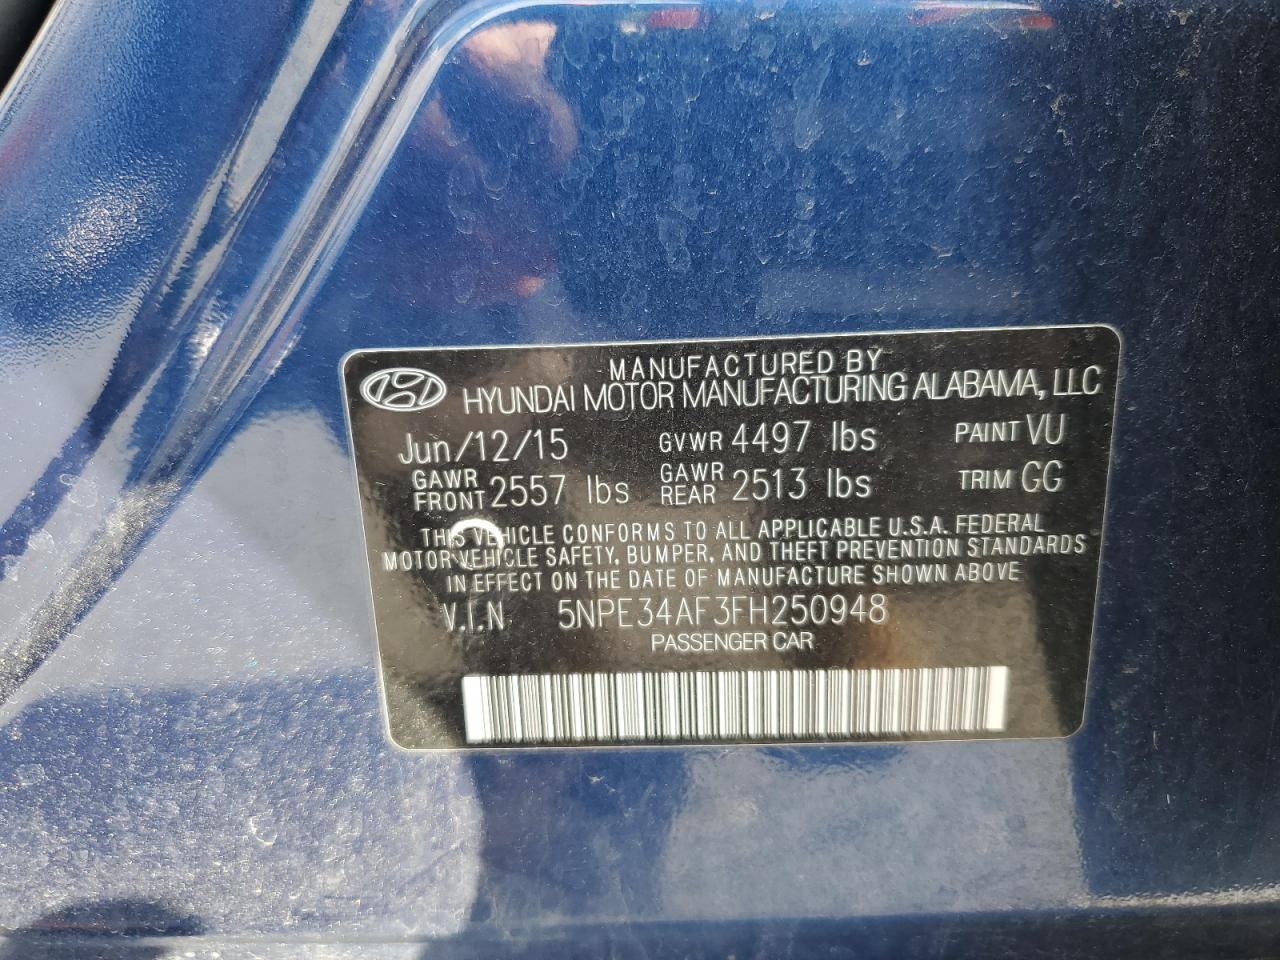 MANUFACTURED BY
HYUNDAI MOTOR MANUFACTURING ALABAMA, LLC
Jun/12/15 GVWR 4497 lbs PAINT VU
GAWR FRONT 2557 lbs GAWR REAR 2513 lbs TRIM GG
THIS VEHICLE CONFORMS TO ALL APPLICABLE U.S.A. FEDERAL
MOTOR VEHICLE SAFETY, BUMPER, AND THEFT PREVENTION STANDARDS
IN EFFECT ON THE DATE OF MANUFACTURE SHOWN ABOVE
V.I.N 5NPE34AF3FH250948
PASSENGER CAR